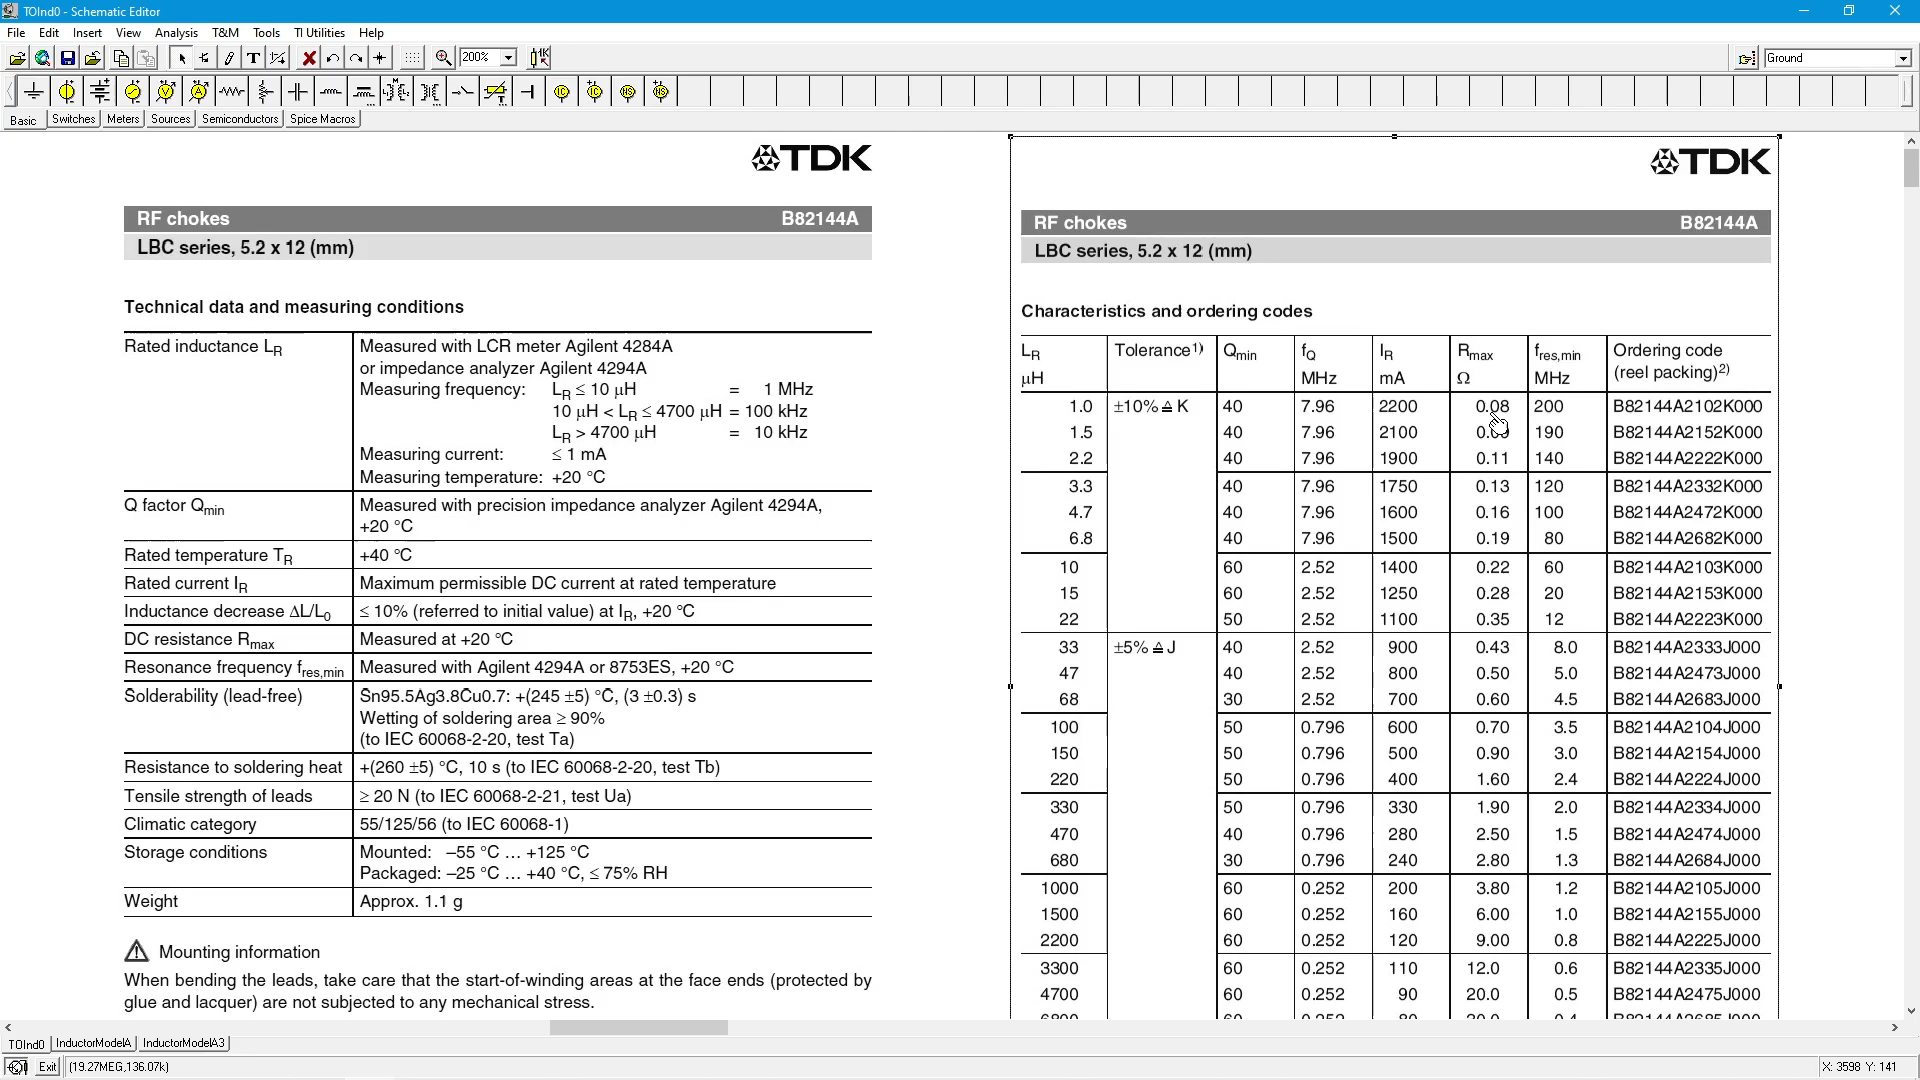 TOInd0 - Schematic Editor
File Edit Insert View Analysis T&M Tools TI Utilities Help
200%
Ground
Basic Switches Meters Sources Semiconductors Spice Macros
TDK
RF chokes B82144A
LBC series, 5.2 x 12 (mm)
Technical data and measuring conditions
Rated inductance LR Measured with LCR meter Agilent 4284A
or impedance analyzer Agilent 4294A
Measuring frequency: LR ≤ 10 μH = 1 MHz
10 μH < LR ≤ 4700 μH = 100 kHz
LR > 4700 μH = 10 kHz
Measuring current: ≤ 1 mA
Measuring temperature: +20 °C
Q factor Qmin Measured with precision impedance analyzer Agilent 4294A,
+20 °C
Rated temperature TR +40 °C
Rated current IR Maximum permissible DC current at rated temperature
Inductance decrease ΔL/L0 ≤ 10% (referred to initial value) at IR, +20 °C
DC resistance Rmax Measured at +20 °C
Resonance frequency fres,min Measured with Agilent 4294A or 8753ES, +20 °C
Solderability (lead-free) Sn95.5Ag3.8Cu0.7: +(245 ±5) °C, (3 ±0.3) s
Wetting of soldering area ≥ 90%
(to IEC 60068-2-20, test Ta)
Resistance to soldering heat +(260 ±5) °C, 10 s (to IEC 60068-2-20, test Tb)
Tensile strength of leads ≥ 20 N (to IEC 60068-2-21, test Ua)
Climatic category 55/125/56 (to IEC 60068-1)
Storage conditions Mounted: –55 °C … +125 °C
Packaged: –25 °C … +40 °C, ≤ 75% RH
Weight Approx. 1.1 g
Mounting information
When bending the leads, take care that the start-of-winding areas at the face ends (protected by
glue and lacquer) are not subjected to any mechanical stress.
TDK
RF chokes B82144A
LBC series, 5.2 x 12 (mm)
Characteristics and ordering codes
LR Tolerance1) Qmin fQ IR Rmax fres,min Ordering code
(reel packing)2)
μH MHz mA Ω MHz
1.0 ±10% ≙ K 40 7.96 2200 0.08 200 B82144A2102K000
1.5 40 7.96 2100 190 B82144A2152K000
2.2 40 7.96 1900 0.11 140 B82144A2222K000
3.3 40 7.96 1750 0.13 120 B82144A2332K000
4.7 40 7.96 1600 0.16 100 B82144A2472K000
6.8 40 7.96 1500 0.19 80 B82144A2682K000
10 60 2.52 1400 0.22 60 B82144A2103K000
15 60 2.52 1250 0.28 20 B82144A2153K000
22 50 2.52 1100 0.35 12 B82144A2223K000
33 ±5% ≙ J 40 2.52 900 0.43 8.0 B82144A2333J000
47 40 2.52 800 0.50 5.0 B82144A2473J000
68 30 2.52 700 0.60 4.5 B82144A2683J000
100 50 0.796 600 0.70 3.5 B82144A2104J000
150 50 0.796 500 0.90 3.0 B82144A2154J000
220 50 0.796 400 1.60 2.4 B82144A2224J000
330 50 0.796 330 1.90 2.0 B82144A2334J000
470 40 0.796 280 2.50 1.5 B82144A2474J000
680 30 0.796 240 2.80 1.3 B82144A2684J000
1000 60 0.252 200 3.80 1.2 B82144A2105J000
1500 60 0.252 160 6.00 1.0 B82144A2155J000
2200 60 0.252 120 9.00 0.8 B82144A2225J000
3300 60 0.252 110 12.0 0.6 B82144A2335J000
4700 60 0.252 90 20.0 0.5 B82144A2475J000
TOInd0 InductorModelA InductorModelA3
Exit (19.27MEG,136.07k) X: 3598 Y: 141